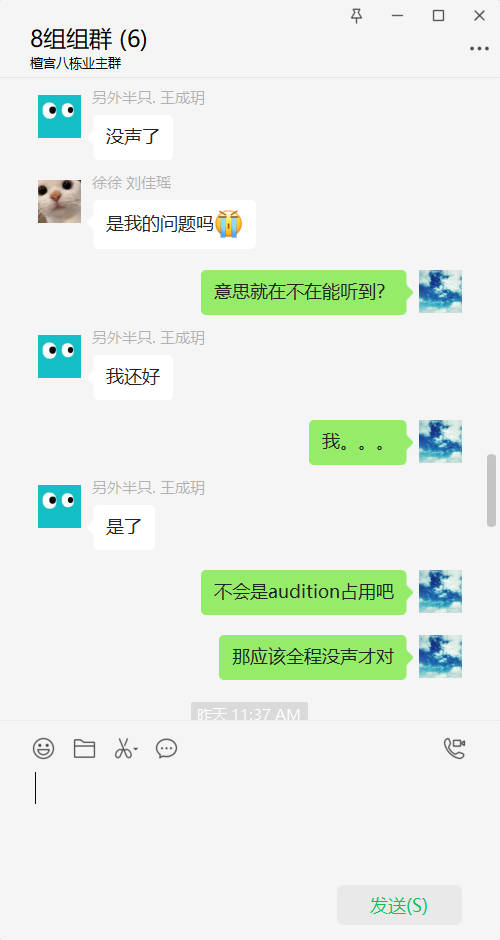 8组组群 (6)
檀宫八栋业主群
另外半只. 王成玥
没声了
徐徐 刘佳瑶
是我的问题吗
意思就在不在能听到?
另外半只. 王成玥
我还好
我。。。
另外半只. 王成玥
是了
不会是audition占用吧
那应该全程没声才对
昨天 11:37 AM
发送(S)